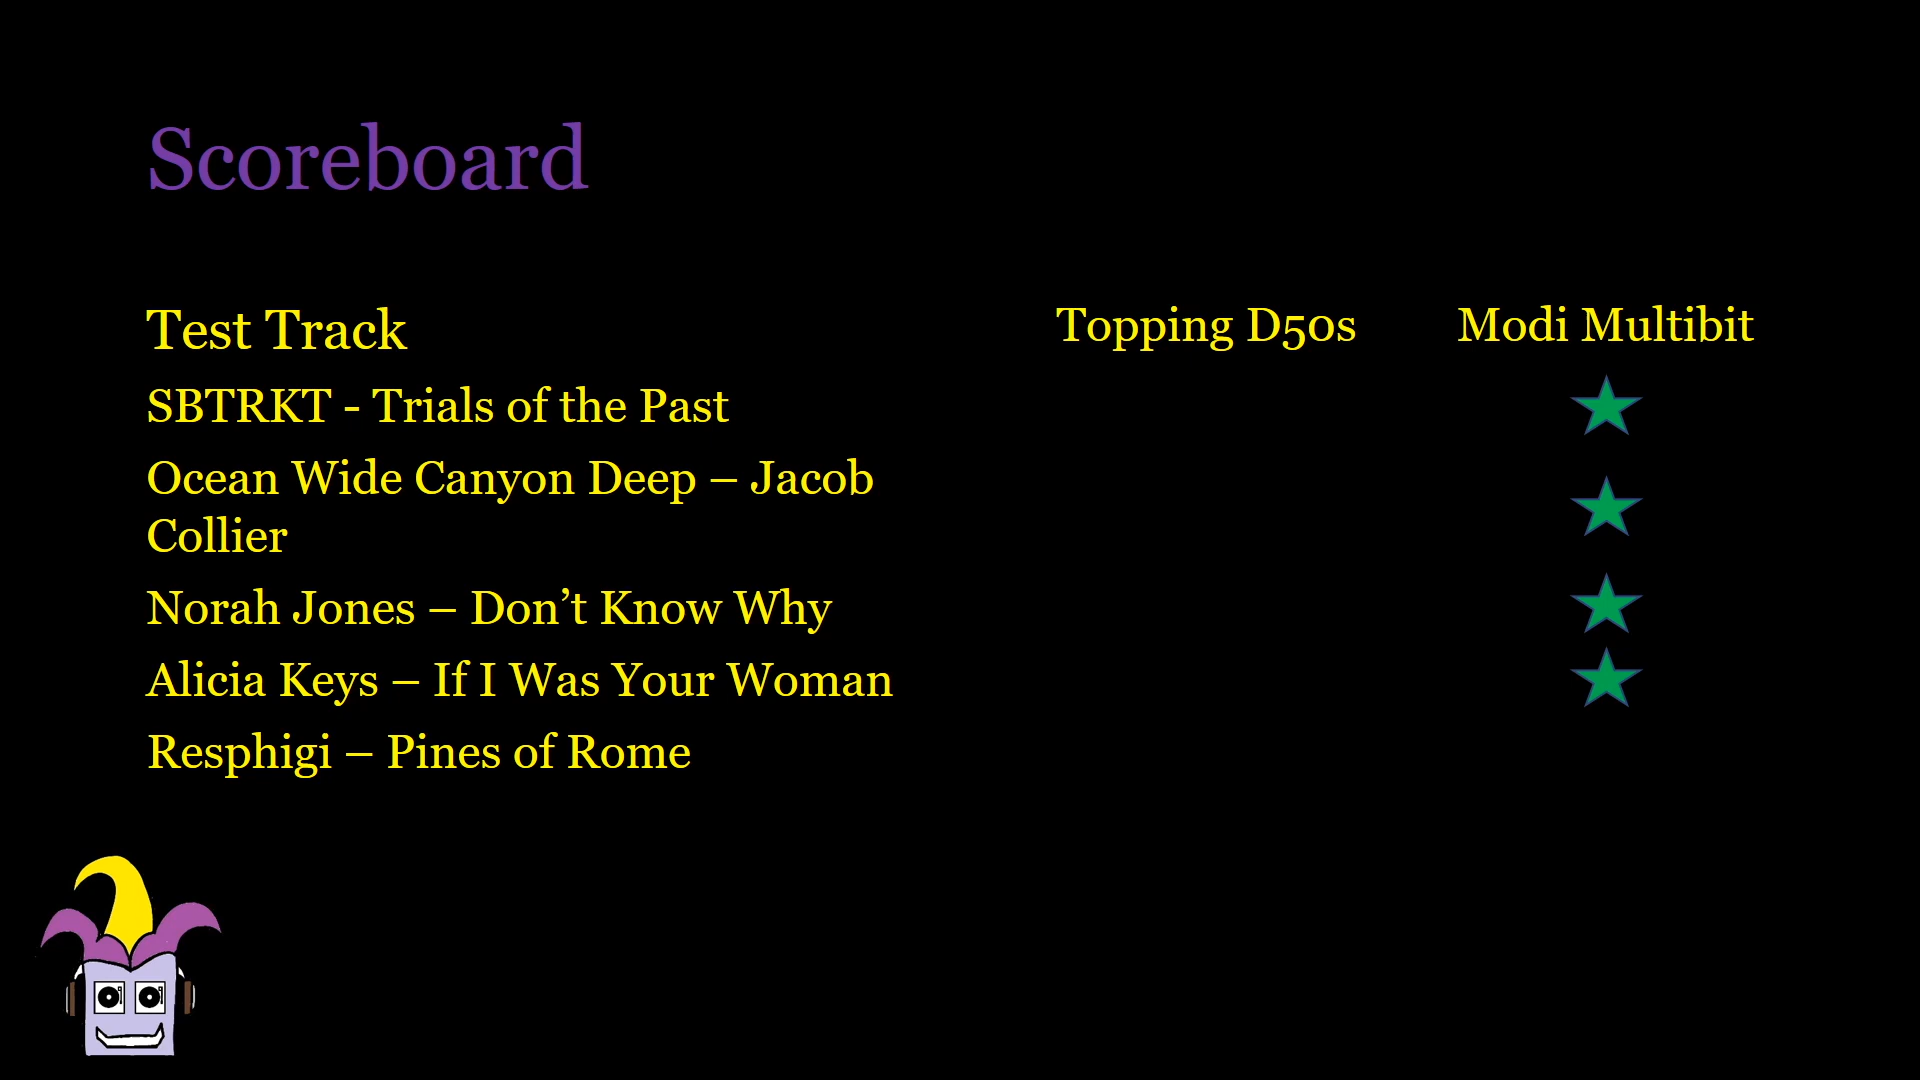 Scoreboard
Test Track
Topping D50s
Modi Multibit
SBTRKT - Trials of the Past
Ocean Wide Canyon Deep – Jacob
Collier
Norah Jones – Don’t Know Why
Alicia Keys – If I Was Your Woman
Resphigi – Pines of Rome